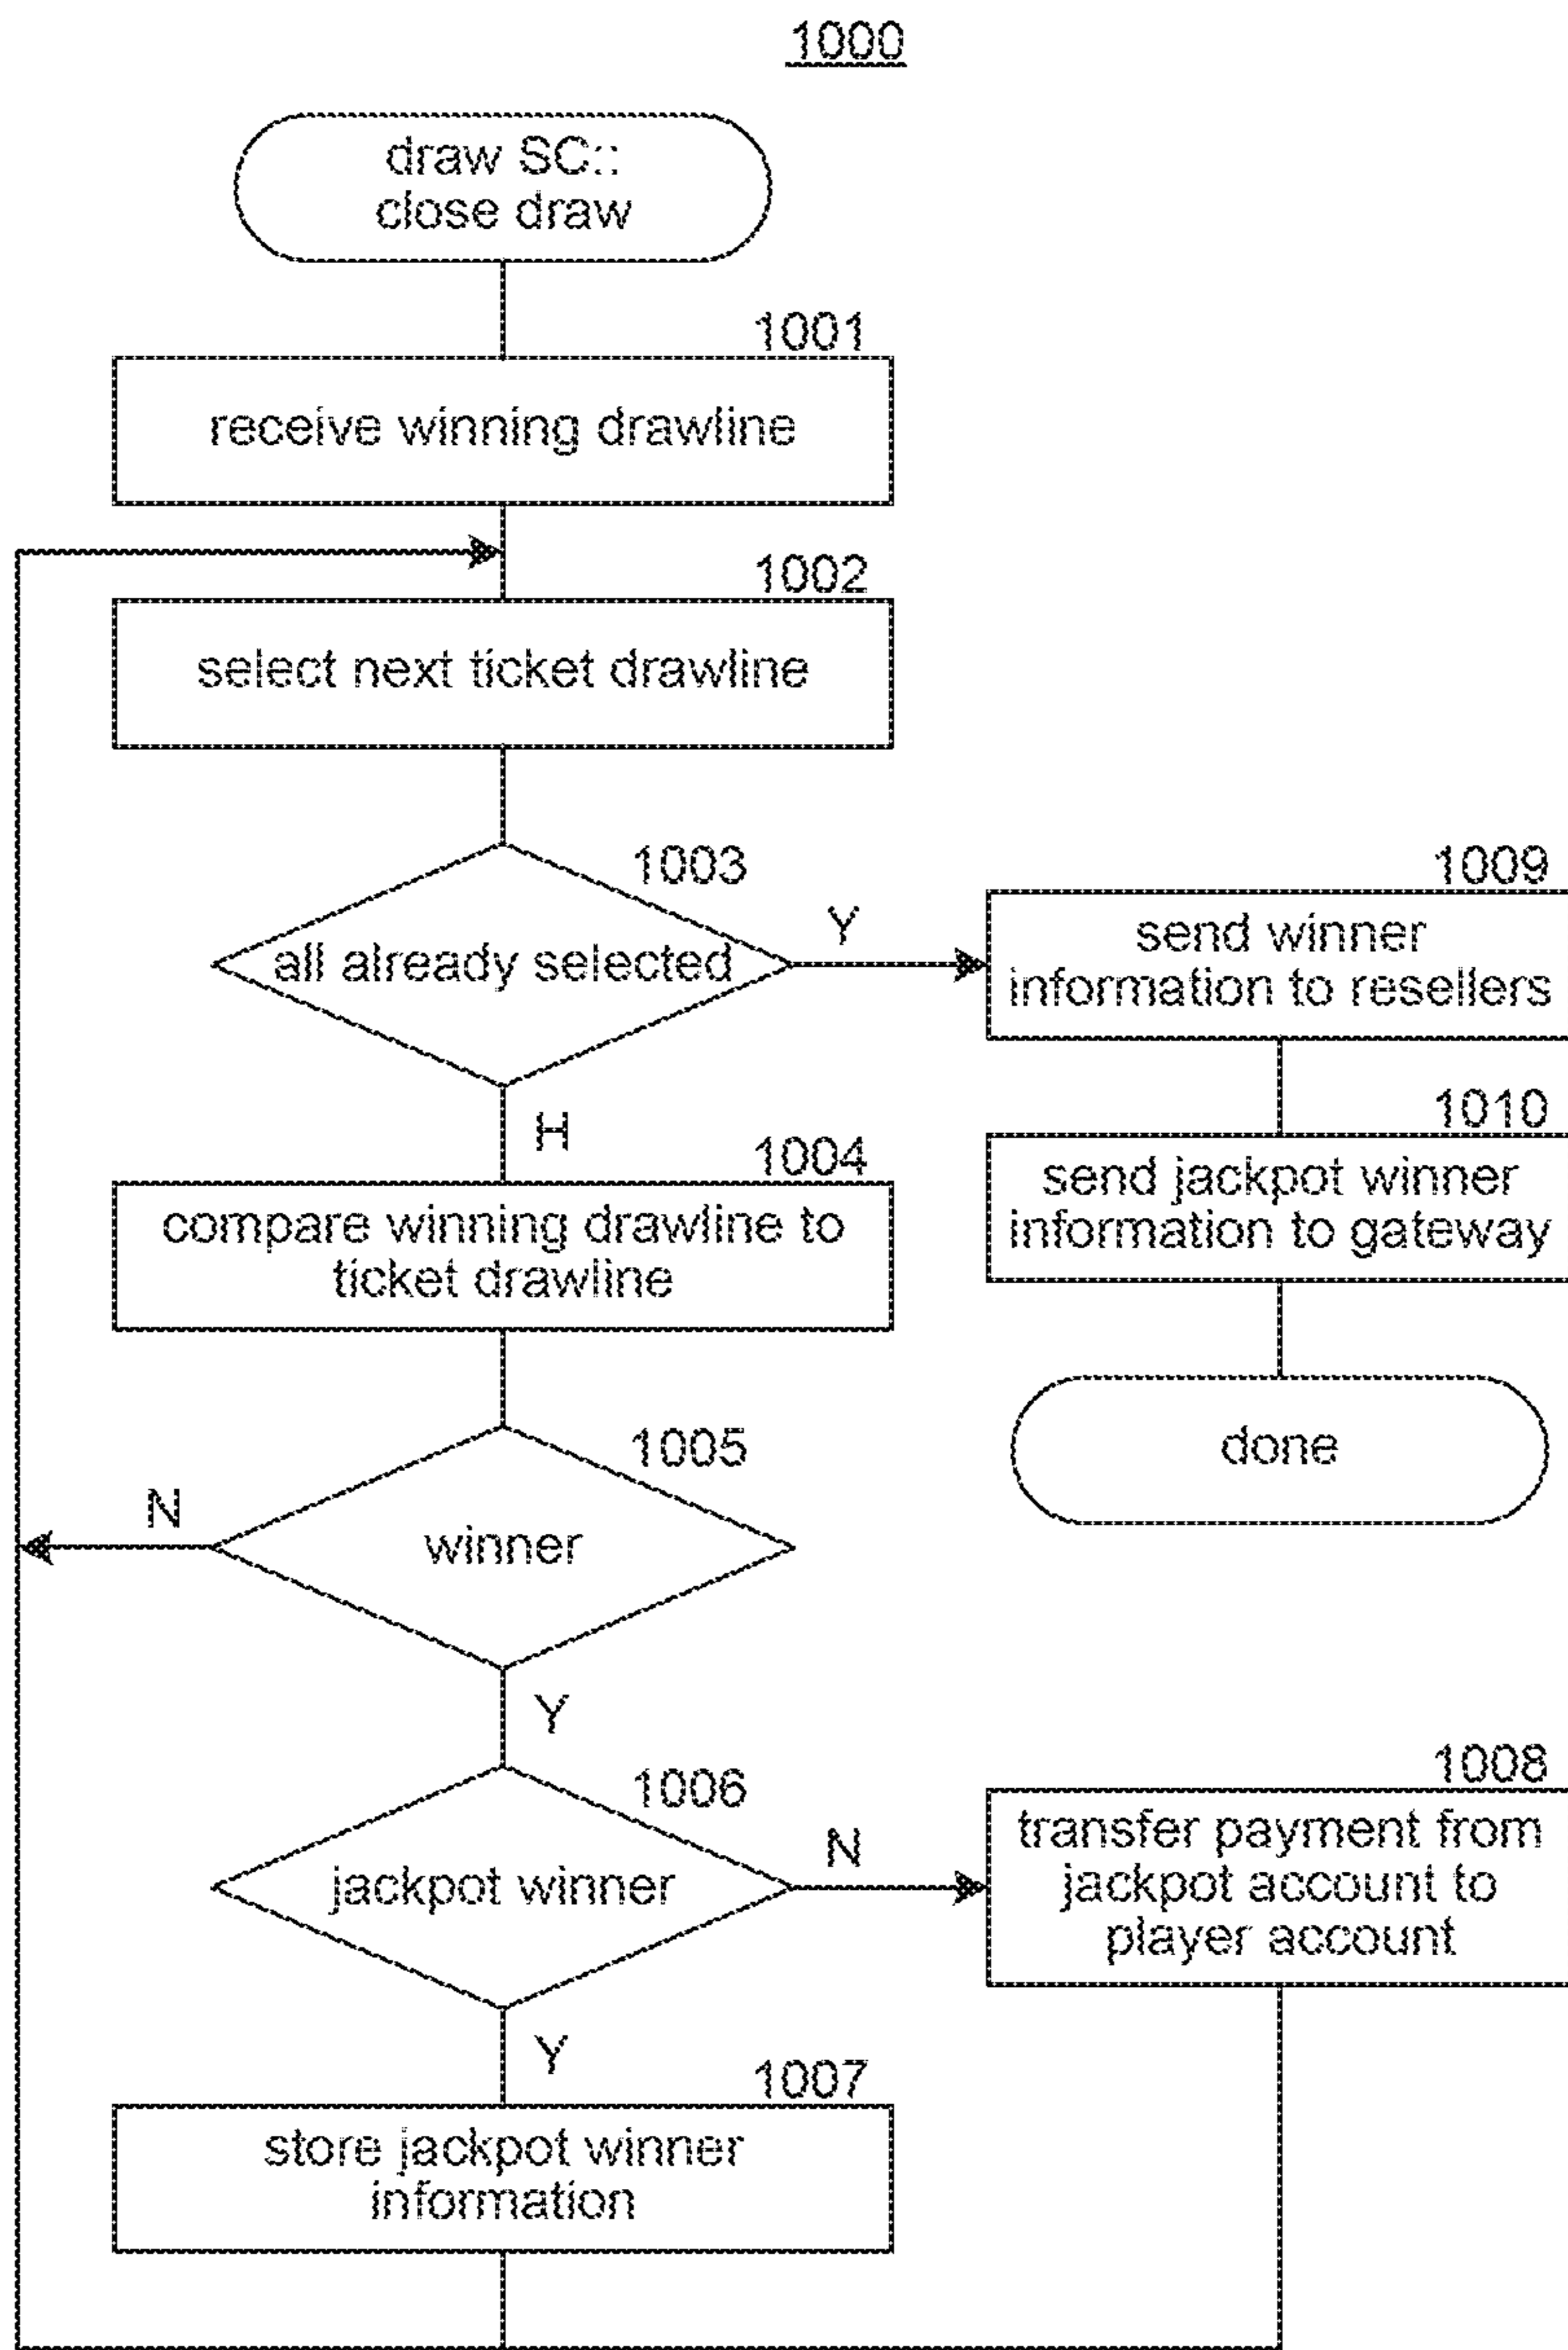 1000
draw SC::
close draw
1001
receive winning drawline
1002
select next ticket drawline
1003
all already selected
Y
1009
send winner
information to resellers
H
1010
send jackpot winner
information to gateway
1004
compare winning drawline to
ticket drawline
done
1005
N
winner
Y
1006
jackpot winner
N
1008
transfer payment from
jackpot account to
player account
Y
1007
store jackpot winner
information